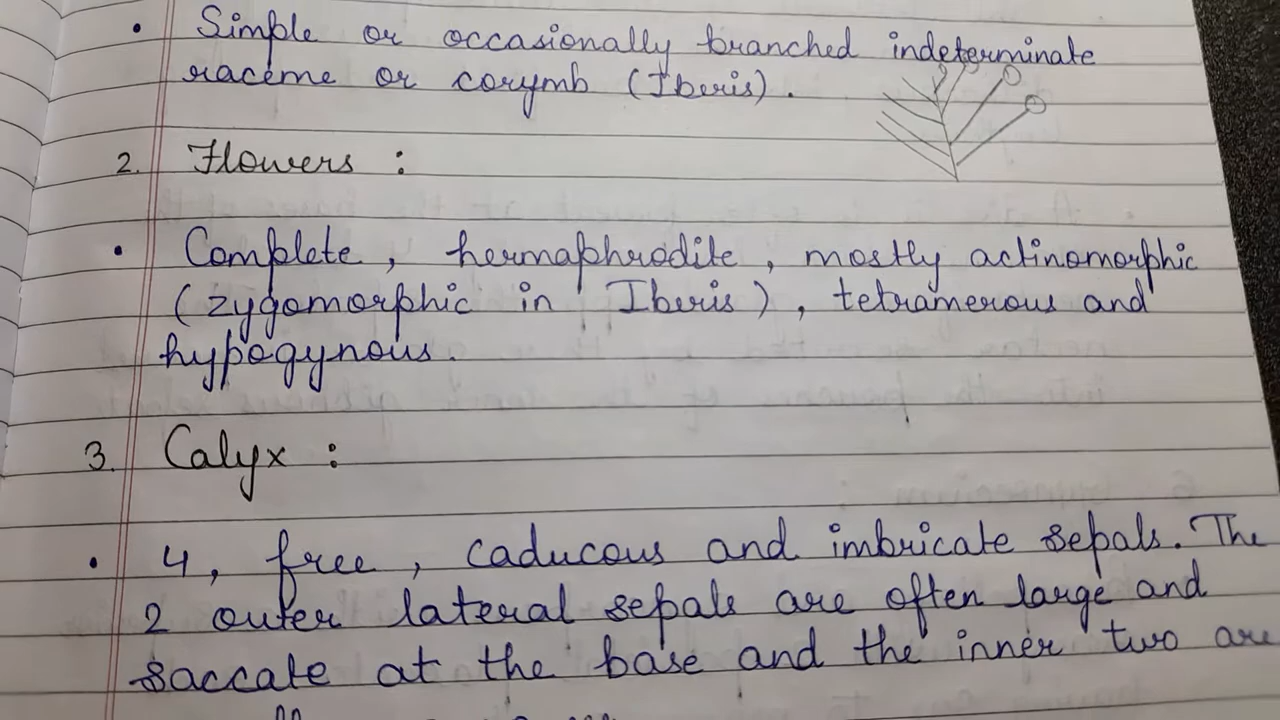 • Simple or occasionally branched indeterminate
raceme or corymb (Iberis).
2. Flowers :
• Complete, hermaphrodite, mostly actinomorphic
(zygomorphic in Iberis), tetramerous and
hypogynous.
3. Calyx :
• 4, free, caducous and imbricate sepals. The
2 outer lateral sepals are often large and
saccate at the base and the inner two are